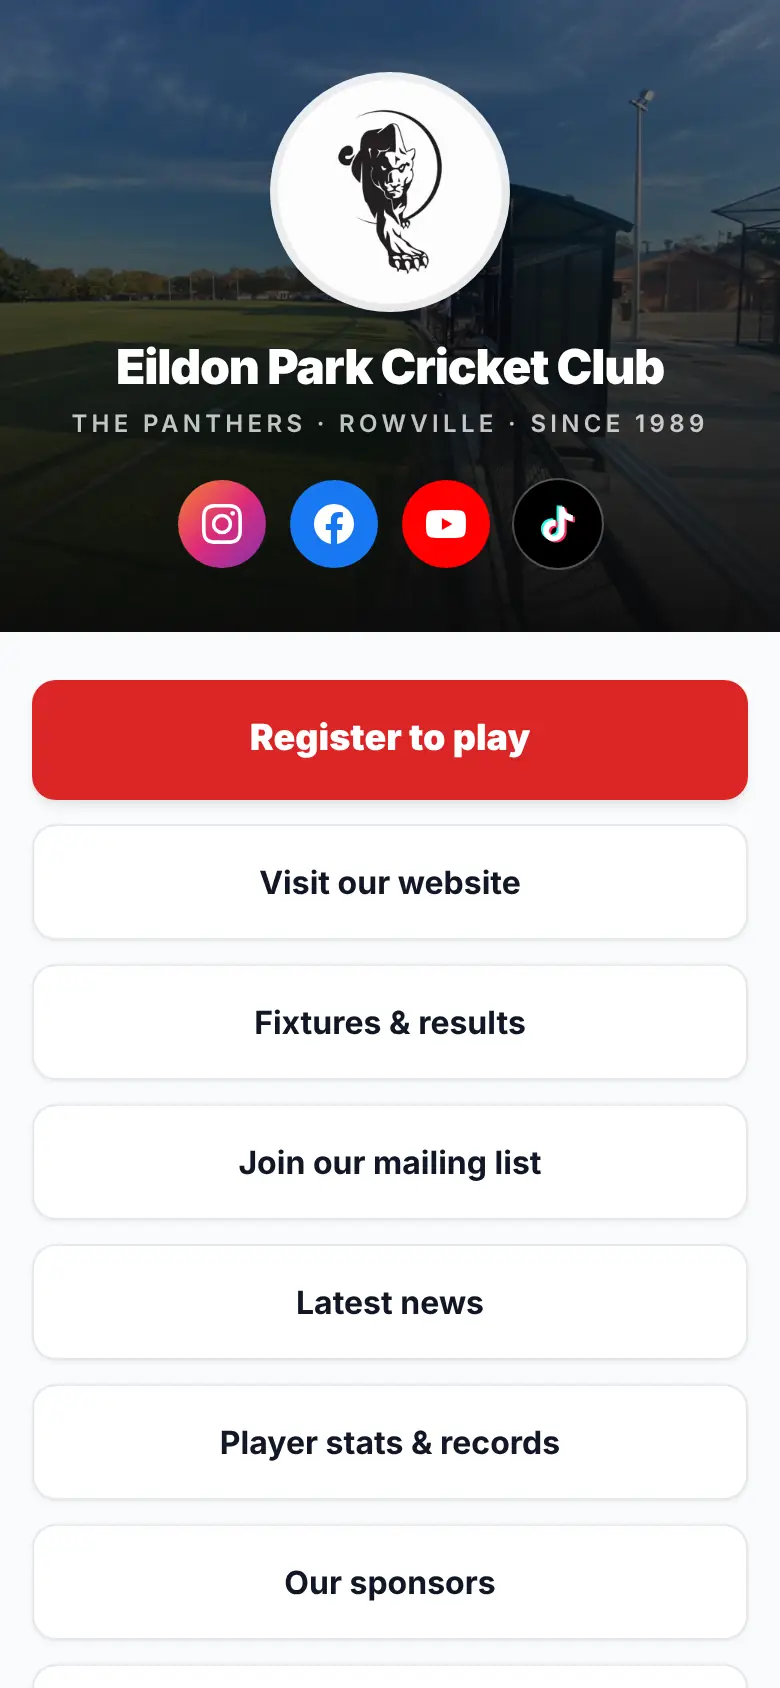 Eildon Park Cricket Club
THE PANTHERS · ROWVILLE · SINCE 1989
Register to play
Visit our website
Fixtures & results
Join our mailing list
Latest news
Player stats & records
Our sponsors